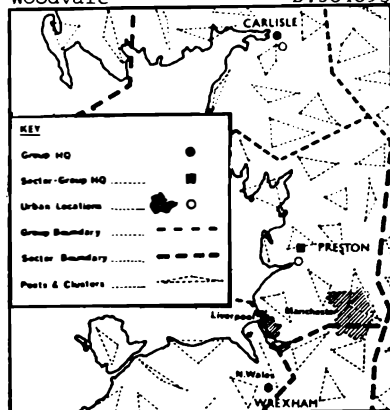 CARLISLE
KEY
Group HQ
Sector-Group HQ
Urban Locations
Group Boundary
Sector Boundary
Posts & Clusters
PRESTON
Liverpool
Manchester
N.Wales
WREXHAM